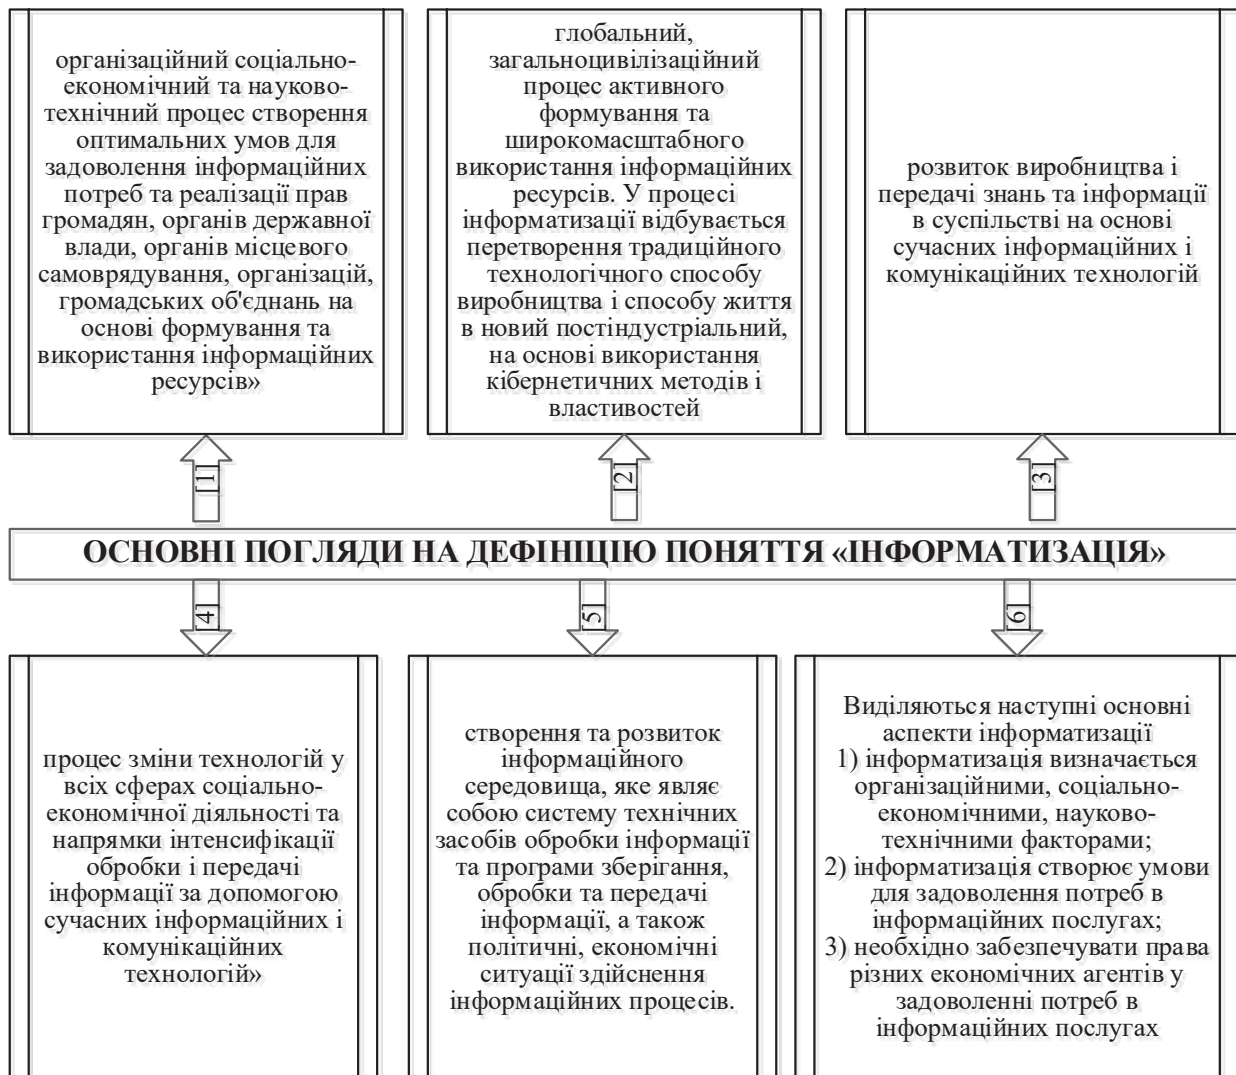 організаційний соціально-
економічний та науково-
технічний процес створення
оптимальних умов для
задоволення інформаційних
потреб та реалізації прав
громадян, органів державної
влади, органів місцевого
самоврядування, організацій,
громадських об'єднань на
основі формування та
використання інформаційних
ресурсів»
глобальний,
загальноцивілізаційний
процес активного
формування та
широкомасштабного
використання інформаційних
ресурсів. У процесі
інформатизації відбувається
перетворення традиційного
технологічного способу
виробництва і способу життя
в новий постіндустріальний,
на основі використання
кібернетичних методів і
властивостей
розвиток виробництва і
передачі знань та інформації
в суспільстві на основі
сучасних інформаційних і
комунікаційних технологій
[1]
[2]
[3]
ОСНОВНІ ПОГЛЯДИ НА ДЕФІНІЦІЮ ПОНЯТТЯ «ІНФОРМАТИЗАЦІЯ»
[4]
[5]
[6]
процес зміни технологій у
всіх сферах соціально-
економічної діяльності та
напрямки інтенсифікації
обробки і передачі
інформації за допомогою
сучасних інформаційних і
комунікаційних
технологій»
створення та розвиток
інформаційного
середовища, яке являє
собою систему технічних
засобів обробки інформації
та програми зберігання,
обробки та передачі
інформації, а також
політичні, економічні
ситуації здійснення
інформаційних процесів.
Виділяються наступні основні
аспекти інформатизації
1) інформатизація визначається
організаційними, соціально-
економічними, науково-
технічними факторами;
2) інформатизація створює умови
для задоволення потреб в
інформаційних послугах;
3) необхідно забезпечувати права
різних економічних агентів у
задоволенні потреб в
інформаційних послугах